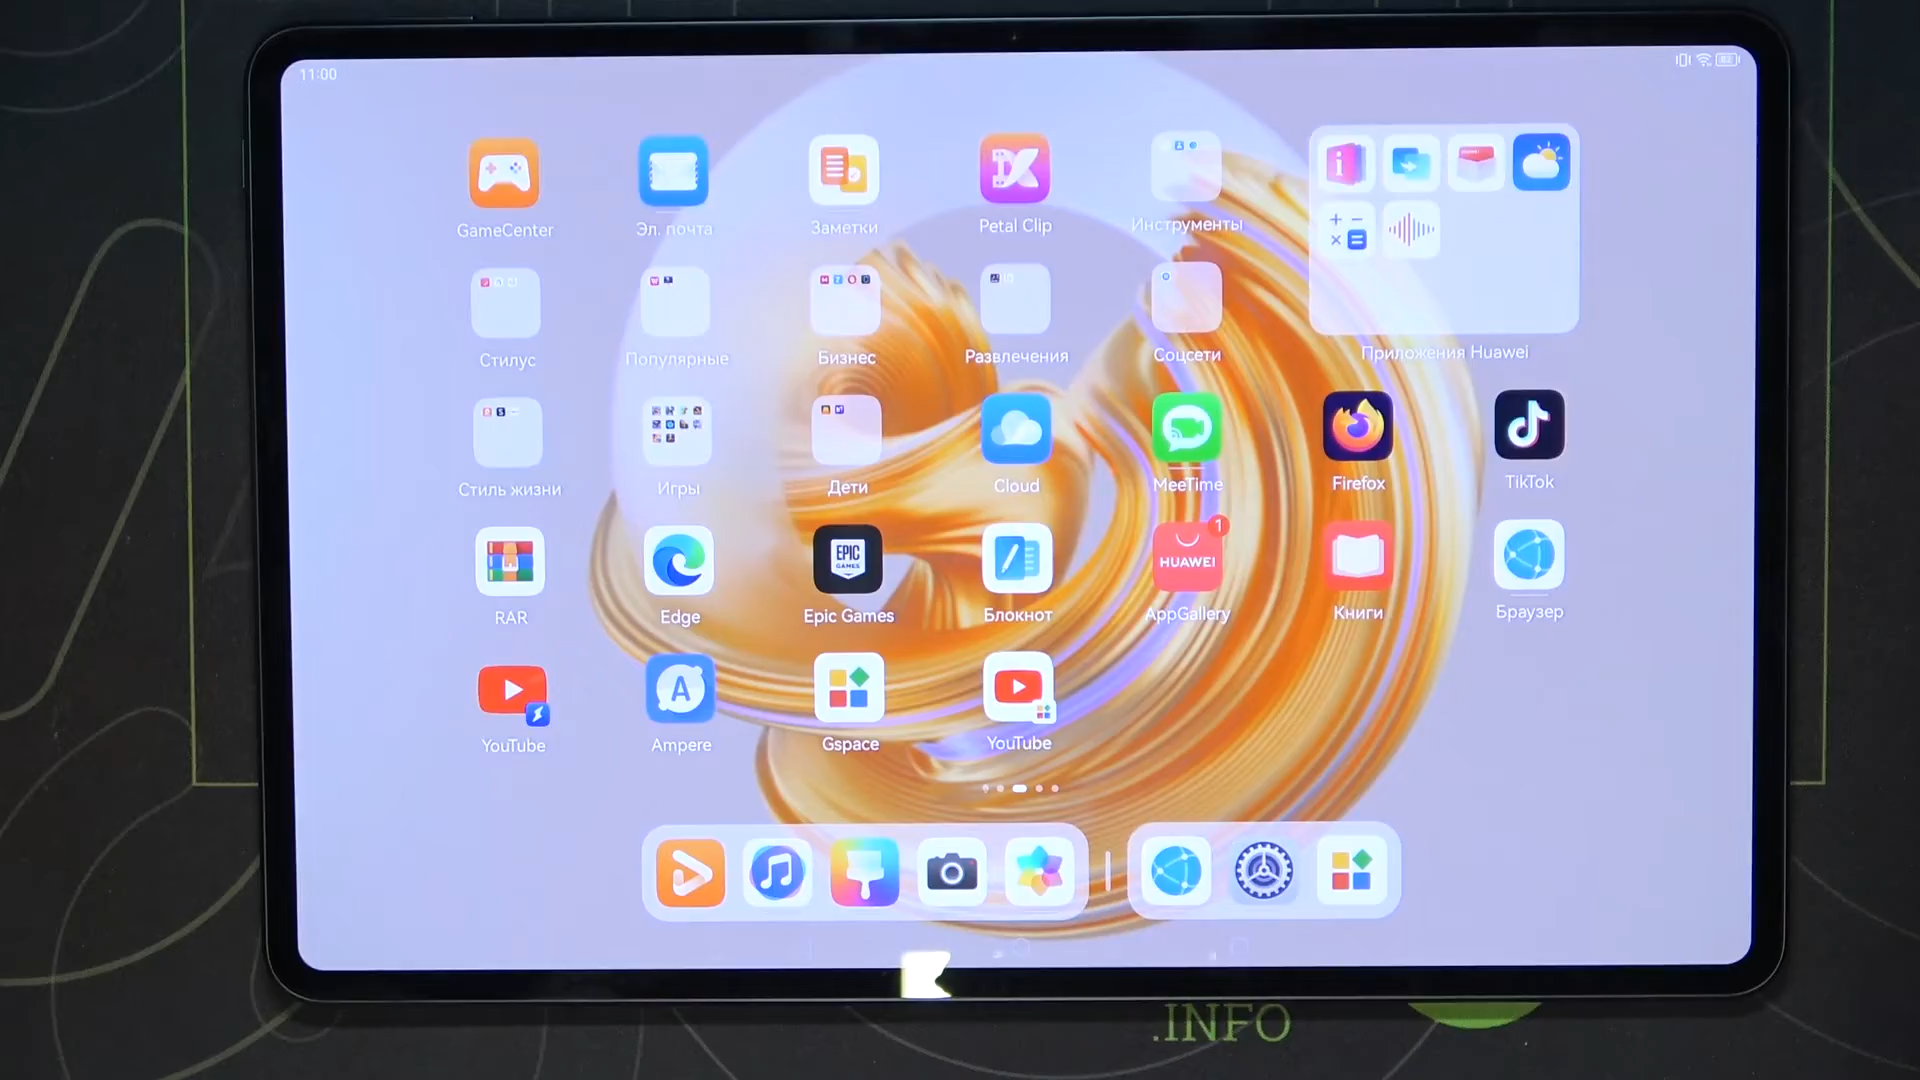 11:00
GameCenter
Эл. почта
Заметки
Petal Clip
Инструменты
Стилус
Популярные
Бизнес
Развлечения
Соцсети
Приложения Huawei
Стиль жизни
Игры
Дети
Cloud
MeeTime
Firefox
TikTok
EPIC
GAMES
1
HUAWEI
RAR
Edge
Epic Games
Блокнот
AppGallery
Книги
Браузер
YouTube
Ampere
Gspace
YouTube
.INFO